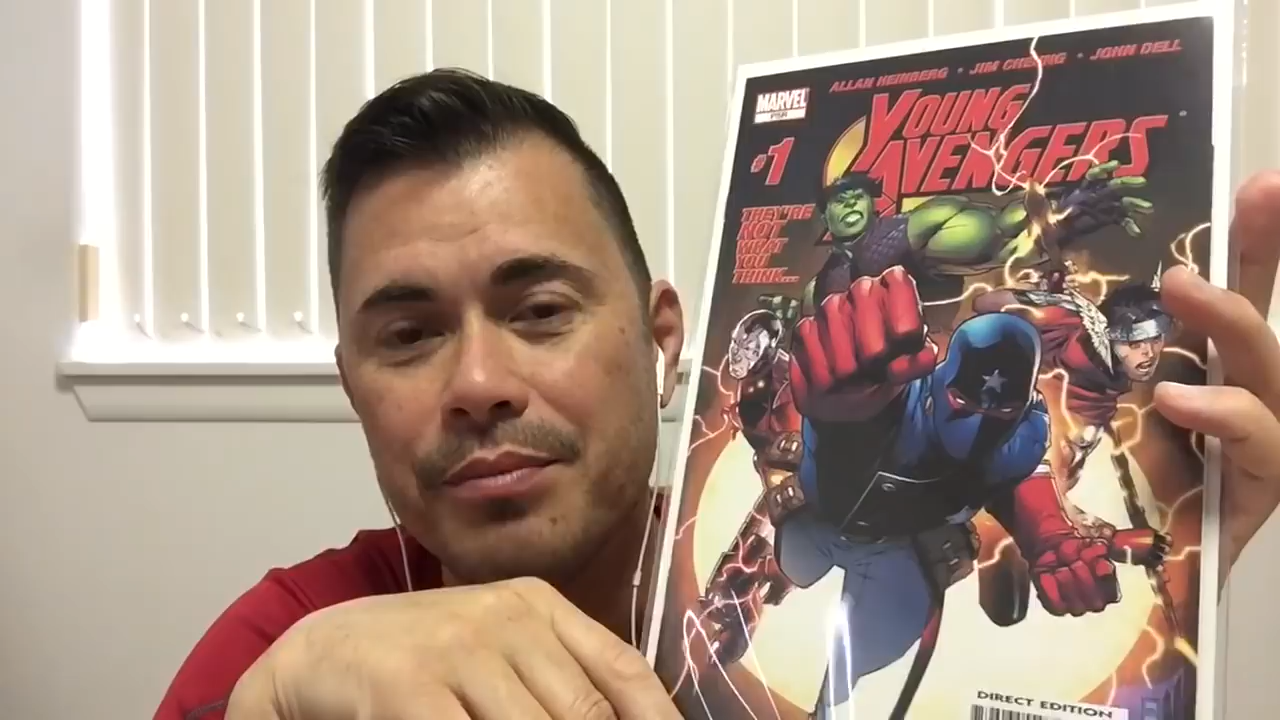 ALLAN HEINBERG • JIM CHEUNG • JOHN DELL
MARVEL
#1
YOUNG
AVENGERS
THEY'RE
NOT
WHAT
YOU
THINK...
DIRECT EDITION